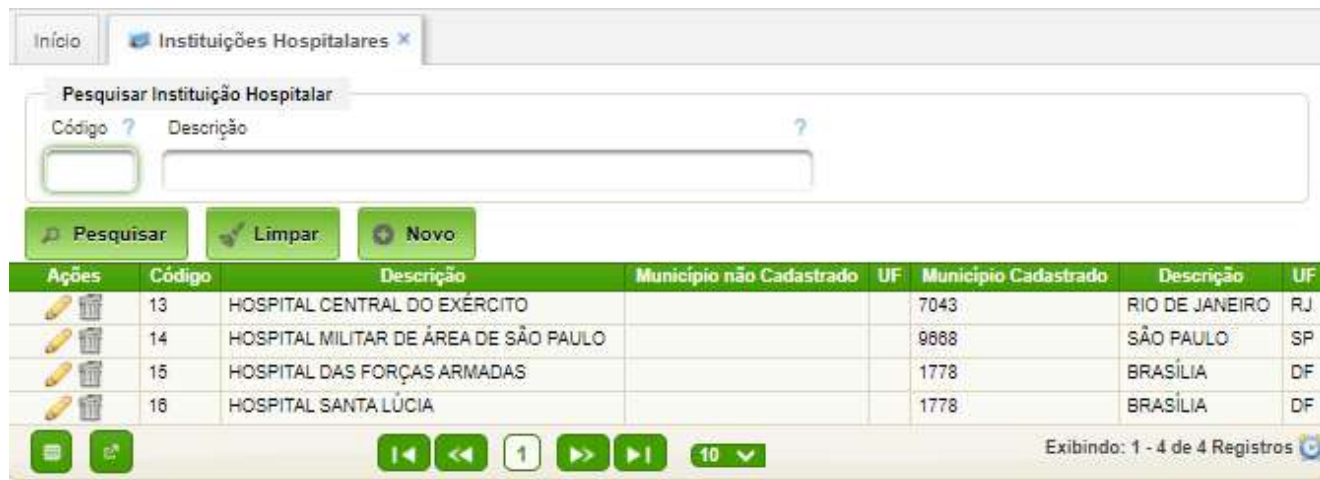 Início Instituições Hospitalares ×
Pesquisar Instituição Hospitalar
Código ? Descrição ?
Pesquisar Limpar Novo
Ações Código Descrição Município não Cadastrado UF Município Cadastrado Descrição UF
13 HOSPITAL CENTRAL DO EXÉRCITO 7043 RIO DE JANEIRO RJ
14 HOSPITAL MILITAR DE ÁREA DE SÃO PAULO 9668 SÃO PAULO SP
15 HOSPITAL DAS FORÇAS ARMADAS 1778 BRASÍLIA DF
16 HOSPITAL SANTA LÚCIA 1778 BRASÍLIA DF
1 10 Exibindo: 1 - 4 de 4 Registros